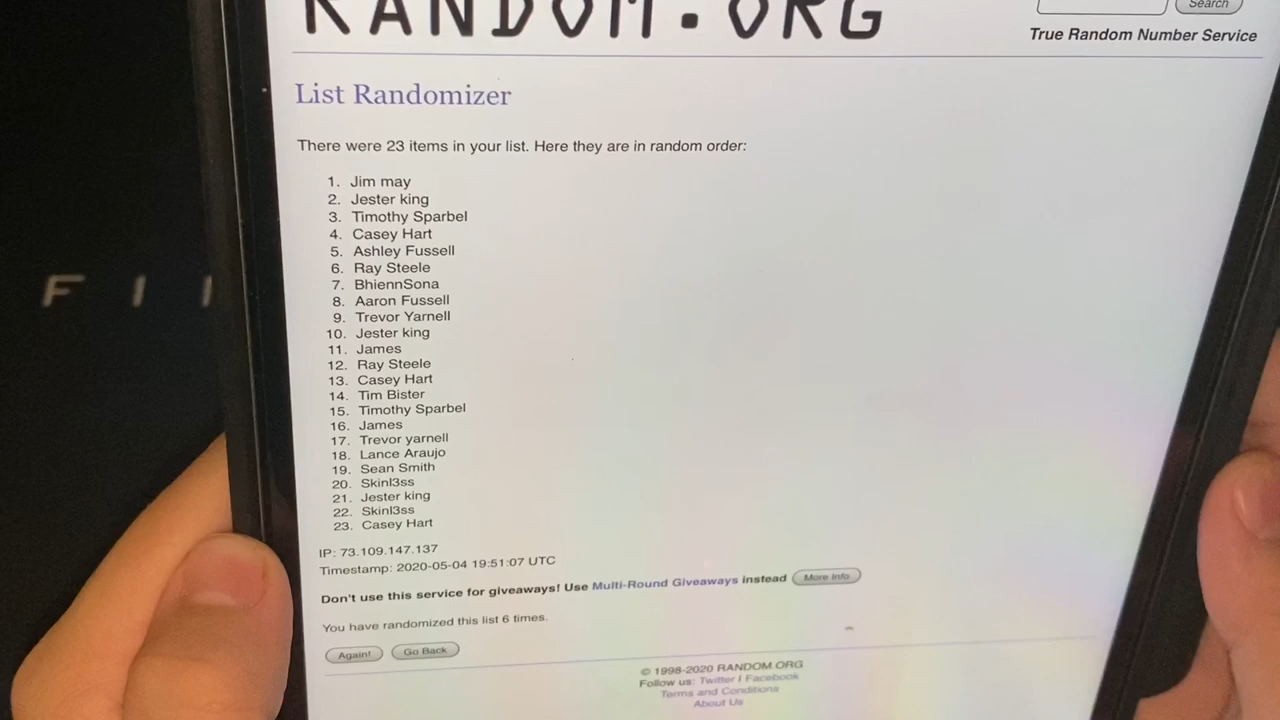 RANDOM.ORG
Search
True Random Number Service
List Randomizer
There were 23 items in your list. Here they are in random order:
1. Jim may
2. Jester king
3. Timothy Sparbel
4. Casey Hart
5. Ashley Fussell
6. Ray Steele
7. BhiennSona
8. Aaron Fussell
9. Trevor Yarnell
10. Jester king
11. James
12. Ray Steele
13. Casey Hart
14. Tim Bister
15. Timothy Sparbel
16. James
17. Trevor yarnell
18. Lance Araujo
19. Sean Smith
20. Skinl3ss
21. Jester king
22. Skinl3ss
23. Casey Hart
IP: 73.109.147.137
Timestamp: 2020-05-04 19:51:07 UTC
Don't use this service for giveaways! Use Multi-Round Giveaways instead More Info
You have randomized this list 6 times.
Again! Go Back
© 1998-2020 RANDOM.ORG
Follow us: Twitter | Facebook
Terms and Conditions
About Us